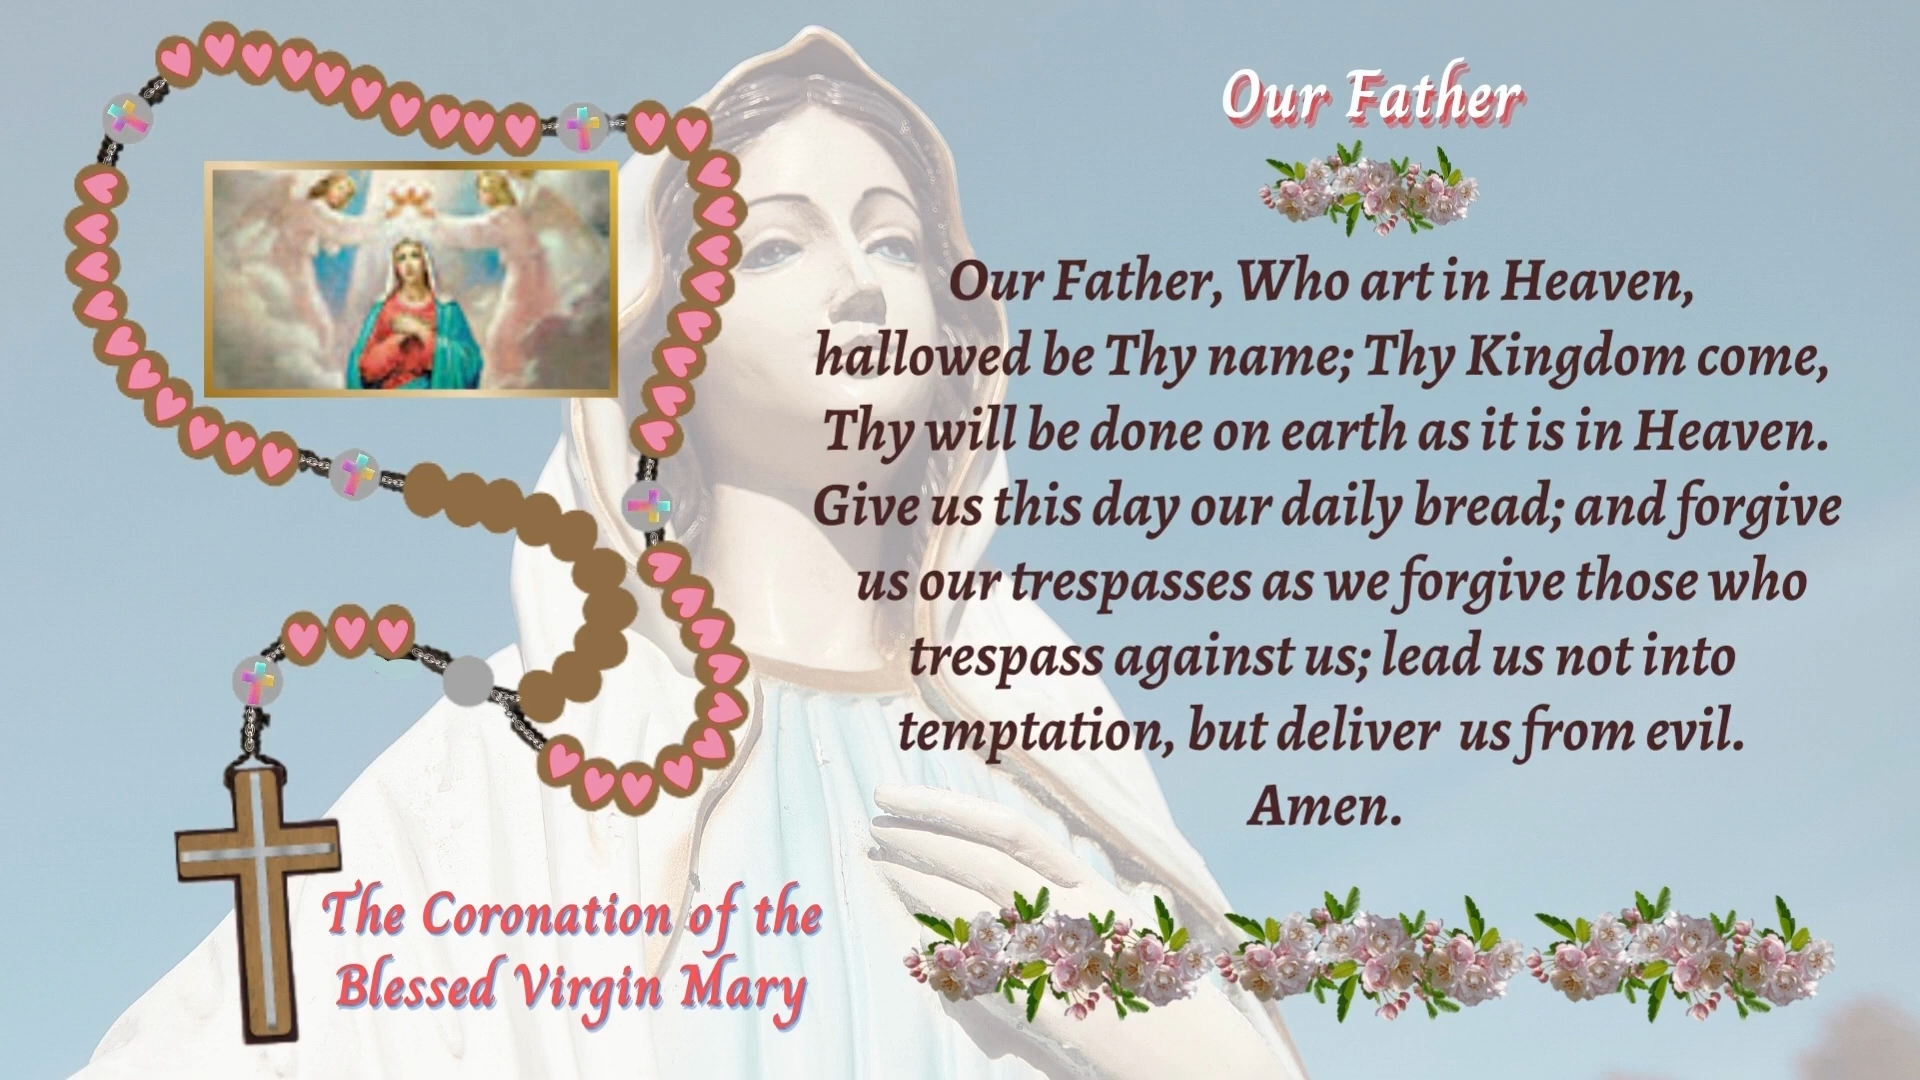 Our Father
Our Father, Who art in Heaven,
hallowed be Thy name; Thy Kingdom come,
Thy will be done on earth as it is in Heaven.
Give us this day our daily bread; and forgive
us our trespasses as we forgive those who
trespass against us; lead us not into
temptation, but deliver us from evil.
Amen.
The Coronation of the
Blessed Virgin Mary